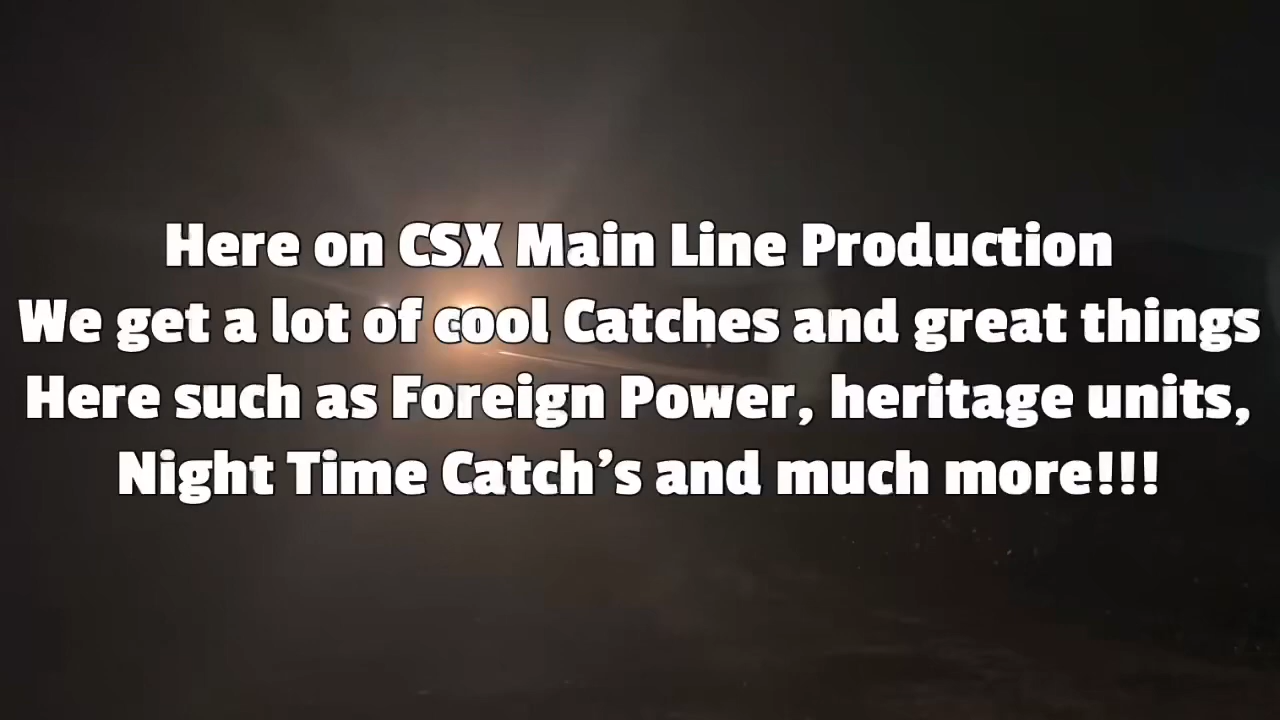 Here on CSX Main Line Production
We get a lot of cool Catches and great things
Here such as Foreign Power, heritage units,
Night Time Catch’s and much more!!!